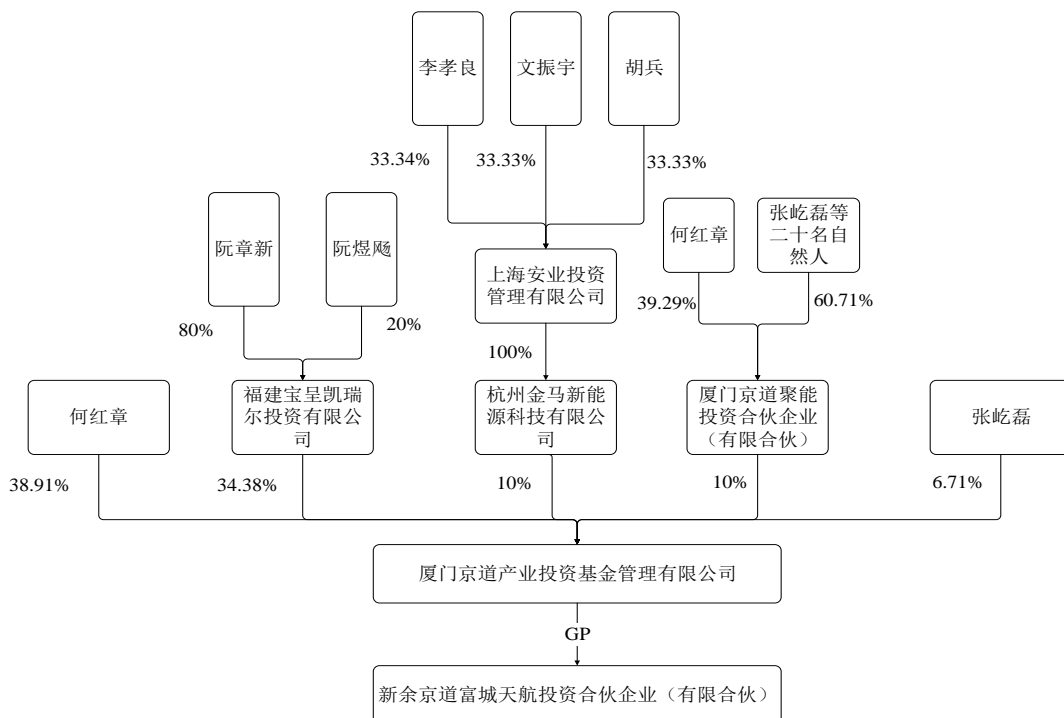 李孝良
文振宇
胡兵
33.34%
33.33%
33.33%
阮章新
阮煜飏
上海安业投资
管理有限公司
何红章
张屹磊等
二十名自
然人
80%
20%
39.29%
60.71%
100%
何红章
福建宝呈凯瑞
尔投资有限公
司
杭州金马新能
源科技有限公
司
厦门京道聚能
投资合伙企业
（有限合伙）
张屹磊
38.91%
34.38%
10%
10%
6.71%
厦门京道产业投资基金管理有限公司
GP
新余京道富城天航投资合伙企业（有限合伙）